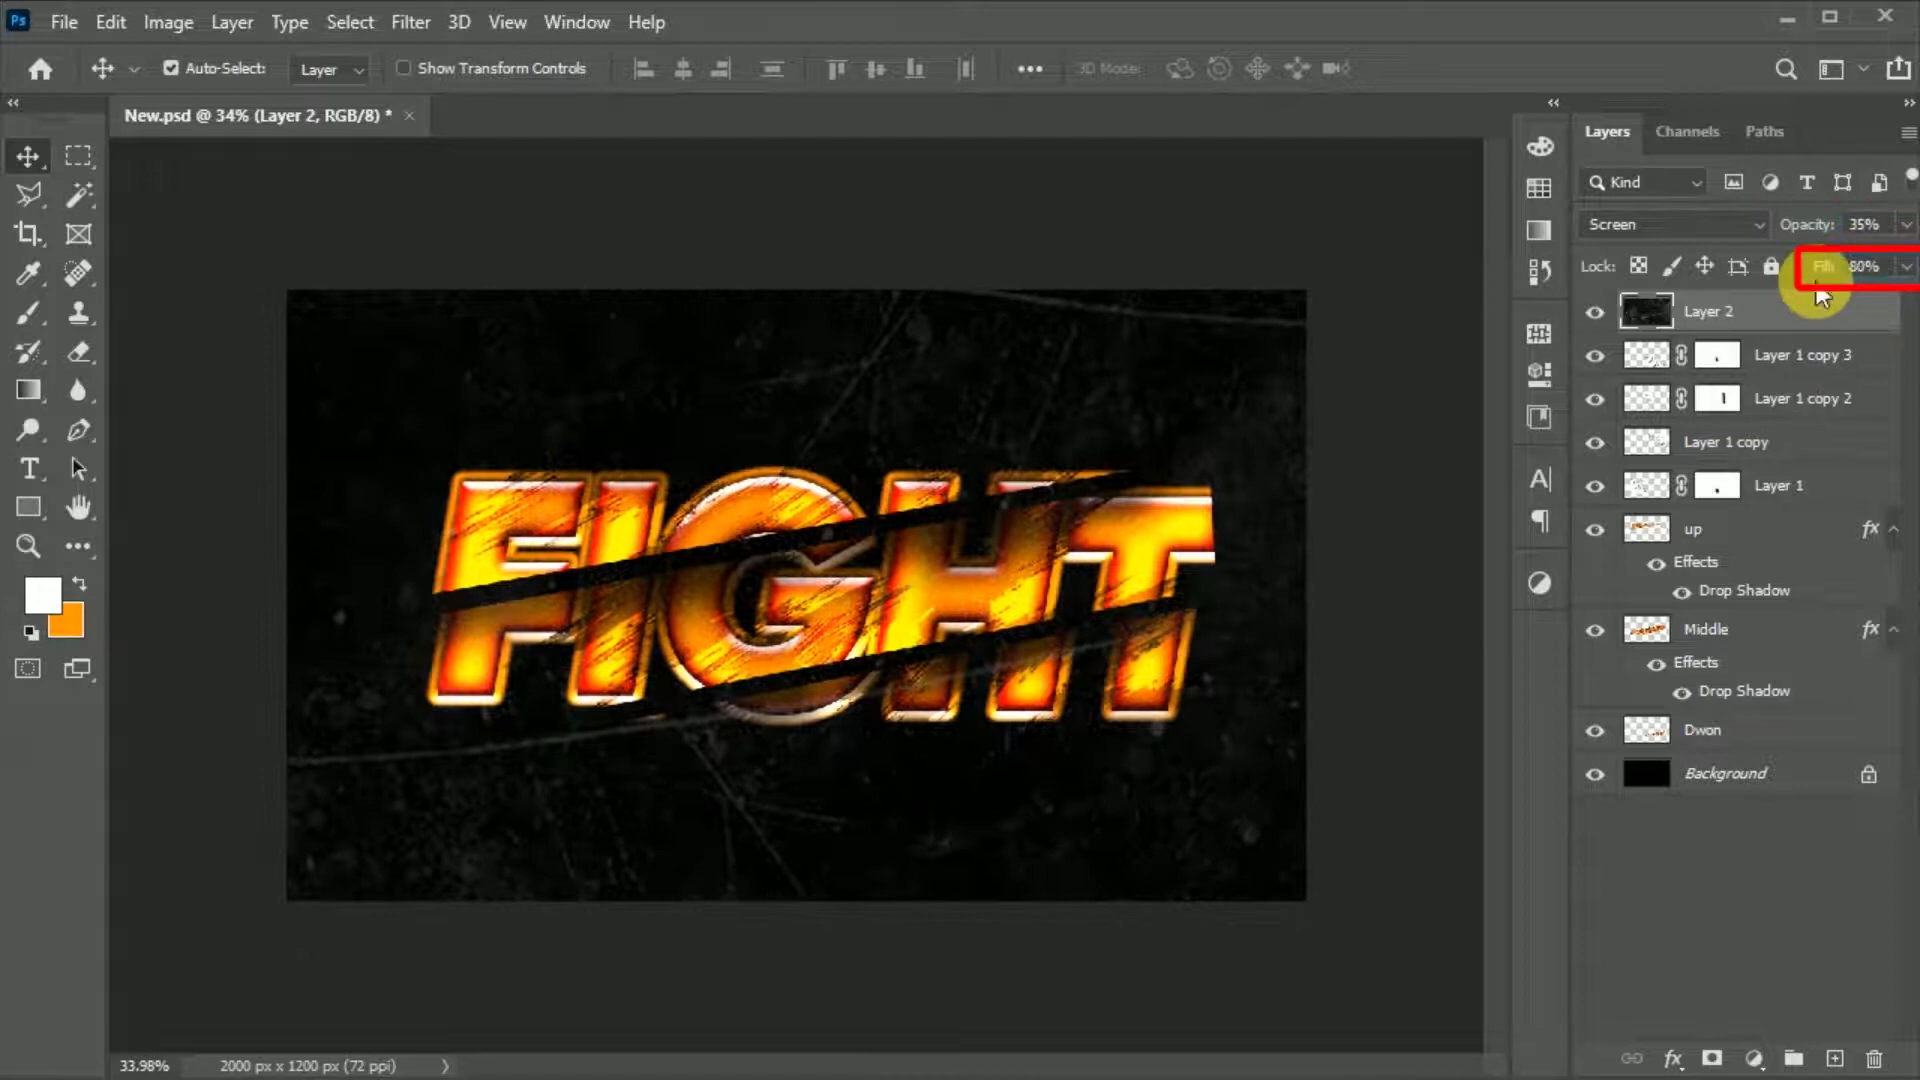 Ps File Edit Image Layer Type Select Filter 3D View Window Help
Auto-Select: Layer Show Transform Controls 3D Mode:
New.psd @ 34% (Layer 2, RGB/8) * ×
Layers Channels Paths
Kind
Screen Opacity: 35%
Lock: Fill: 80%
Layer 2
Layer 1 copy 3
Layer 1 copy 2
Layer 1 copy
Layer 1
up fx
Effects
Drop Shadow
Middle fx
Effects
Drop Shadow
Dwon
Background
FIGHT
33.98% 2000 px x 1200 px (72 ppi)
fx